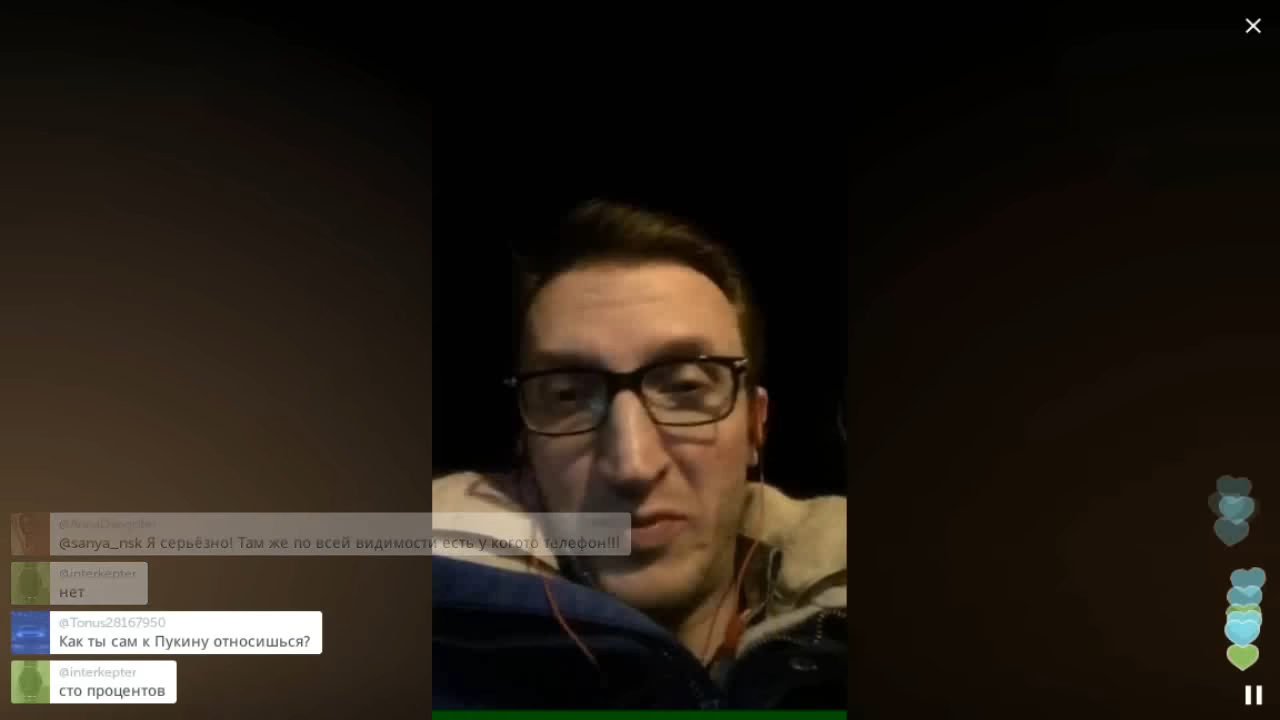 @AnnaDangrller
@sanya_nsk Я серьёзно! Там же по всей видимости есть у когото телефон!!!
@interkepter
нет
@Tonus28167950
Как ты сам к Пукину относишься?
@interkepter
сто процентов